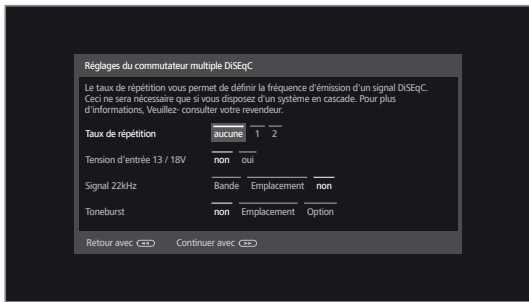 Réglages du commutateur multiple DiSEqC
Le taux de répétition vous permet de définir la fréquence d'émission d'un signal DiSEqC.
Ceci ne sera nécessaire que si vous disposez d'un système en cascade. Pour plus
d'informations, Veuillez- consulter votre revendeur.
Taux de répétition aucune 1 2
Tension d'entrée 13 / 18V non oui
Signal 22kHz Bande Emplacement non
Toneburst non Emplacement Option
Retour avec Continuer avec